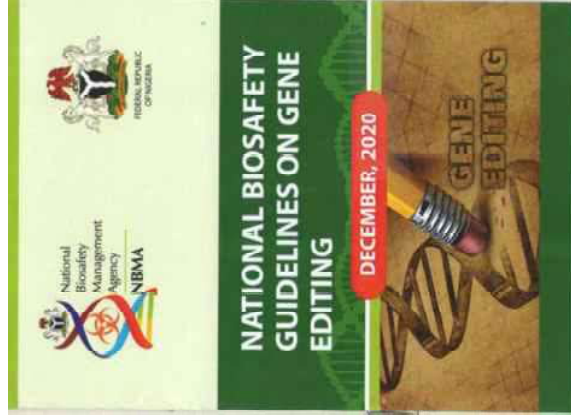 National
Biosafety
Management
Agency
NBMA
FEDERAL REPUBLIC
OF NIGERIA
NATIONAL BIOSAFETY
GUIDELINES ON GENE
EDITING
DECEMBER, 2020
GENE
EDITING